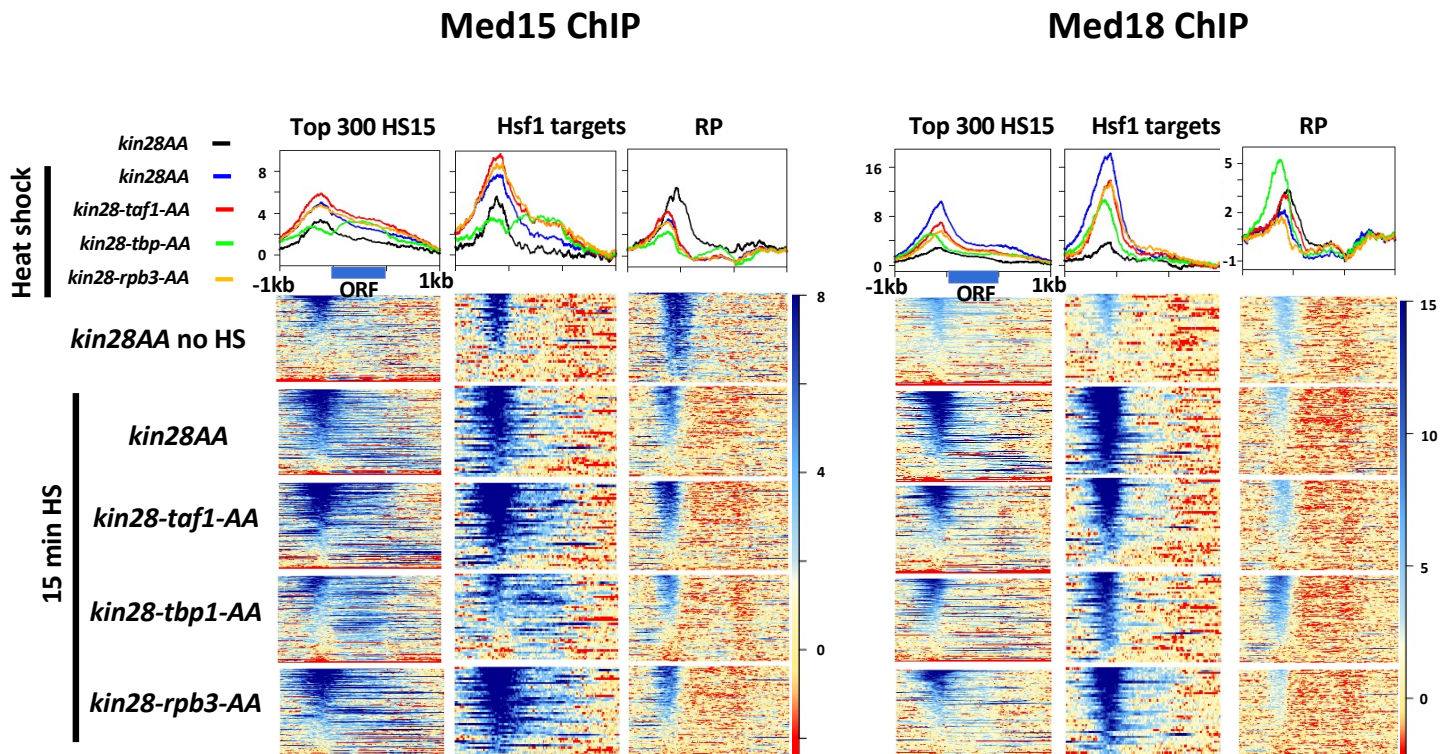 Med15 ChIP
Med18 ChIP
Top 300 HS15
Hsf1 targets
RP
Top 300 HS15
Hsf1 targets
RP
Heat shock
kin28AA
kin28AA
kin28-taf1-AA
kin28-tbp-AA
kin28-rpb3-AA
8
4
0
16
12
8
4
0
5
2
-1
-1kb
ORF
1kb
-1kb
ORF
1kb
kin28AA no HS
15 min HS
kin28AA
kin28-taf1-AA
kin28-tbp1-AA
kin28-rpb3-AA
8
4
0
15
10
5
0